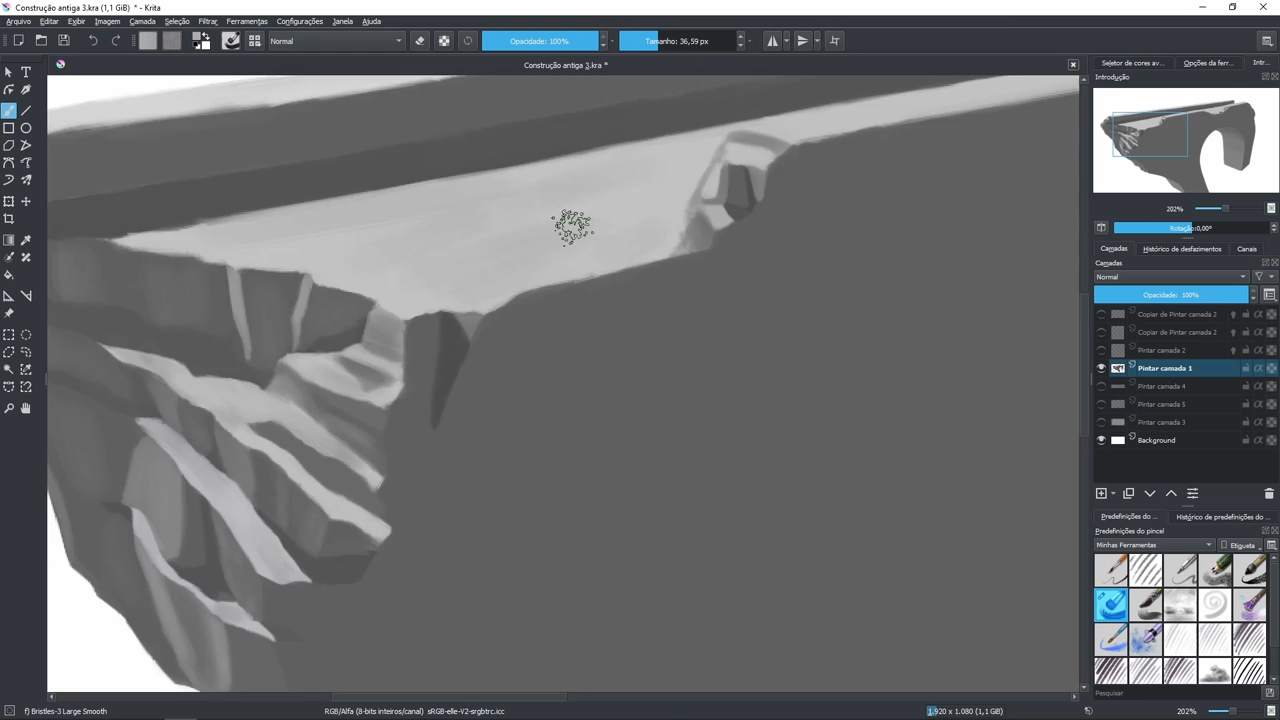 Construção antiga 3.kra (1,1 GiB) * - Krita
Arquivo Editar Exibir Imagem Camada Seleção Filtrar Ferramentas Configurações Janela Ajuda
Normal Opacidade: 100% Tamanho: 36,59 px
Construção antiga 3.kra *
Seletor de cores av... Opções da ferr... Intr...
Introdução
202%
Rotação:0,00°
Camadas Histórico de desfazimentos Canais
Camadas
Normal
Opacidade: 100%
Copiar de Pintar camada 2
Copiar de Pintar camada 2
Pintar camada 2
Pintar camada 1
Pintar camada 4
Pintar camada 5
Pintar camada 3
Background
Predefinições do ... Histórico de predefinições do ...
Predefinições do pincel
Minhas Ferramentas Etiqueta
Pesquisar
f) Bristles-3 Large Smooth RGB/Alfa (8-bits inteiros/canal) sRGB-elle-V2-srgbtrc.icc 1.920 x 1.080 (1,1 GiB) 202%